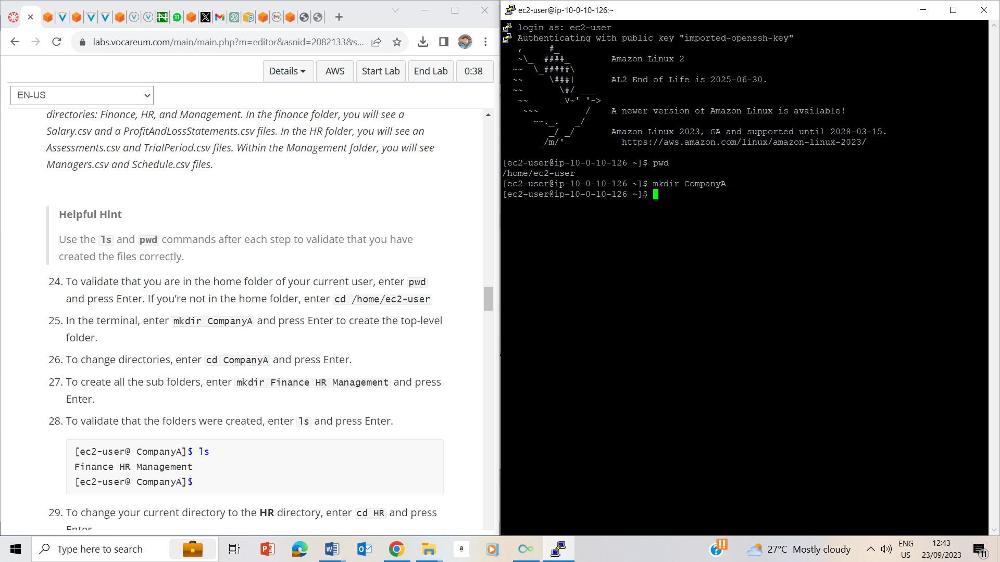 labs.vocareum.com/main/main.php?m=editor&asnid=2082133&s...
Details
AWS
Start Lab
End Lab
0:38
EN-US
directories: Finance, HR, and Management. In the finance folder, you will see a
Salary.csv and a ProfitAndLossStatements.csv files. In the HR folder, you will see an
Assessments.csv and TrialPeriod.csv files. Within the Management folder, you will see
Managers.csv and Schedule.csv files.
Helpful Hint
Use the ls and pwd commands after each step to validate that you have
created the files correctly.
24. To validate that you are in the home folder of your current user, enter pwd
and press Enter. If you’re not in the home folder, enter cd /home/ec2-user
25. In the terminal, enter mkdir CompanyA and press Enter to create the top-level
folder.
26. To change directories, enter cd CompanyA and press Enter.
27. To create all the sub folders, enter mkdir Finance HR Management and press
Enter.
28. To validate that the folders were created, enter ls and press Enter.
[ec2-user@ CompanyA]$ ls
Finance HR Management
[ec2-user@ CompanyA]$
29. To change your current directory to the HR directory, enter cd HR and press
Enter
ec2-user@ip-10-0-10-126:~
login as: ec2-user
Authenticating with public key "imported-openssh-key"
   ,     #_
   ~\_  ####_        Amazon Linux 2
  ~~  \_#####\
  ~~     \###|       AL2 End of Life is 2025-06-30.
  ~~       \#/ ___
   ~~       V~' '->
    ~~~         /    A newer version of Amazon Linux is available!
      ~~._.   _/
         _/ _/       Amazon Linux 2023, GA and supported until 2028-03-15.
       _/m/'           https://aws.amazon.com/linux/amazon-linux-2023/
[ec2-user@ip-10-0-10-126 ~]$ pwd
/home/ec2-user
[ec2-user@ip-10-0-10-126 ~]$ mkdir CompanyA
[ec2-user@ip-10-0-10-126 ~]$
Type here to search
27°C Mostly cloudy
ENG
US
12:43
23/09/2023
11